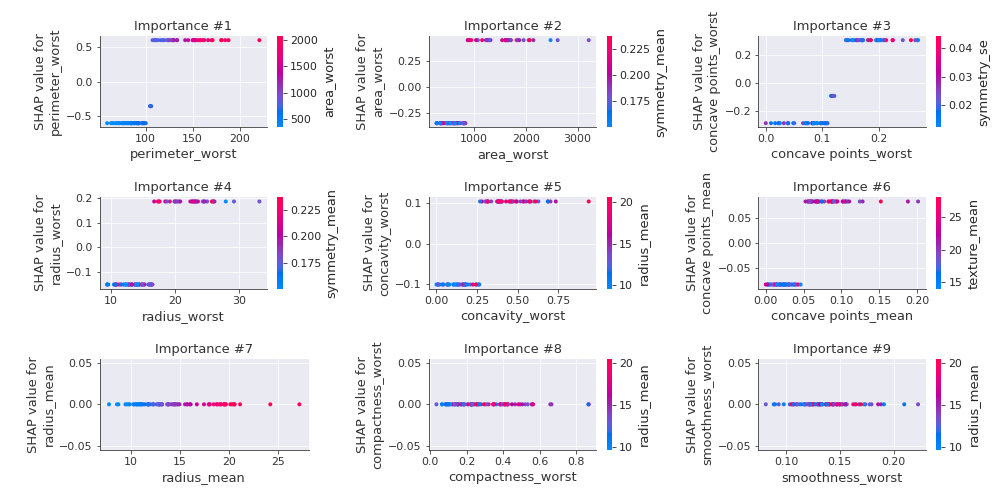 Importance #1
SHAP value for
perimeter_worst
0.5
0.0
−0.5
100
150
200
perimeter_worst
2000
1500
1000
500
area_worst
Importance #2
SHAP value for
area_worst
0.25
0.00
−0.25
1000
2000
3000
area_worst
0.225
0.200
0.175
symmetry_mean
Importance #3
SHAP value for
concave points_worst
0.2
0.0
−0.2
0.0
0.1
0.2
concave points_worst
0.04
0.03
0.02
symmetry_se
Importance #4
SHAP value for
radius_worst
0.2
0.1
0.0
−0.1
10
20
30
radius_worst
0.225
0.200
0.175
symmetry_mean
Importance #5
SHAP value for
concavity_worst
0.1
0.0
−0.1
0.00
0.25
0.50
0.75
concavity_worst
20
15
10
radius_mean
Importance #6
SHAP value for
concave points_mean
0.05
0.00
−0.05
0.00
0.05
0.10
0.15
0.20
concave points_mean
25
20
15
texture_mean
Importance #7
SHAP value for
radius_mean
0.05
0.00
−0.05
10
15
20
25
radius_mean
Importance #8
SHAP value for
compactness_worst
0.05
0.00
−0.05
0.0
0.2
0.4
0.6
0.8
compactness_worst
20
15
10
radius_mean
Importance #9
SHAP value for
smoothness_worst
0.05
0.00
−0.05
0.10
0.15
0.20
smoothness_worst
20
15
10
radius_mean